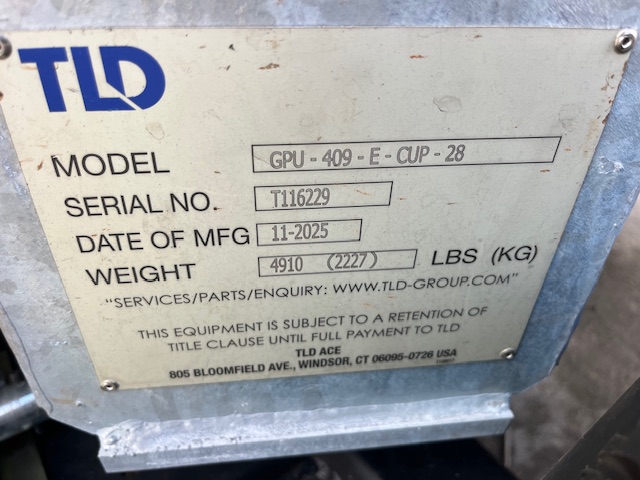 TLD
MODEL GPU - 409 - E - CUP - 28
SERIAL NO. T116229
DATE OF MFG 11-2025
WEIGHT 4910 (2227) LBS (KG)
"SERVICES/PARTS/ENQUIRY: WWW.TLD-GROUP.COM"
THIS EQUIPMENT IS SUBJECT TO A RETENTION OF
TITLE CLAUSE UNTIL FULL PAYMENT TO TLD
TLD ACE
805 BLOOMFIELD AVE., WINDSOR, CT 06095-0726 USA